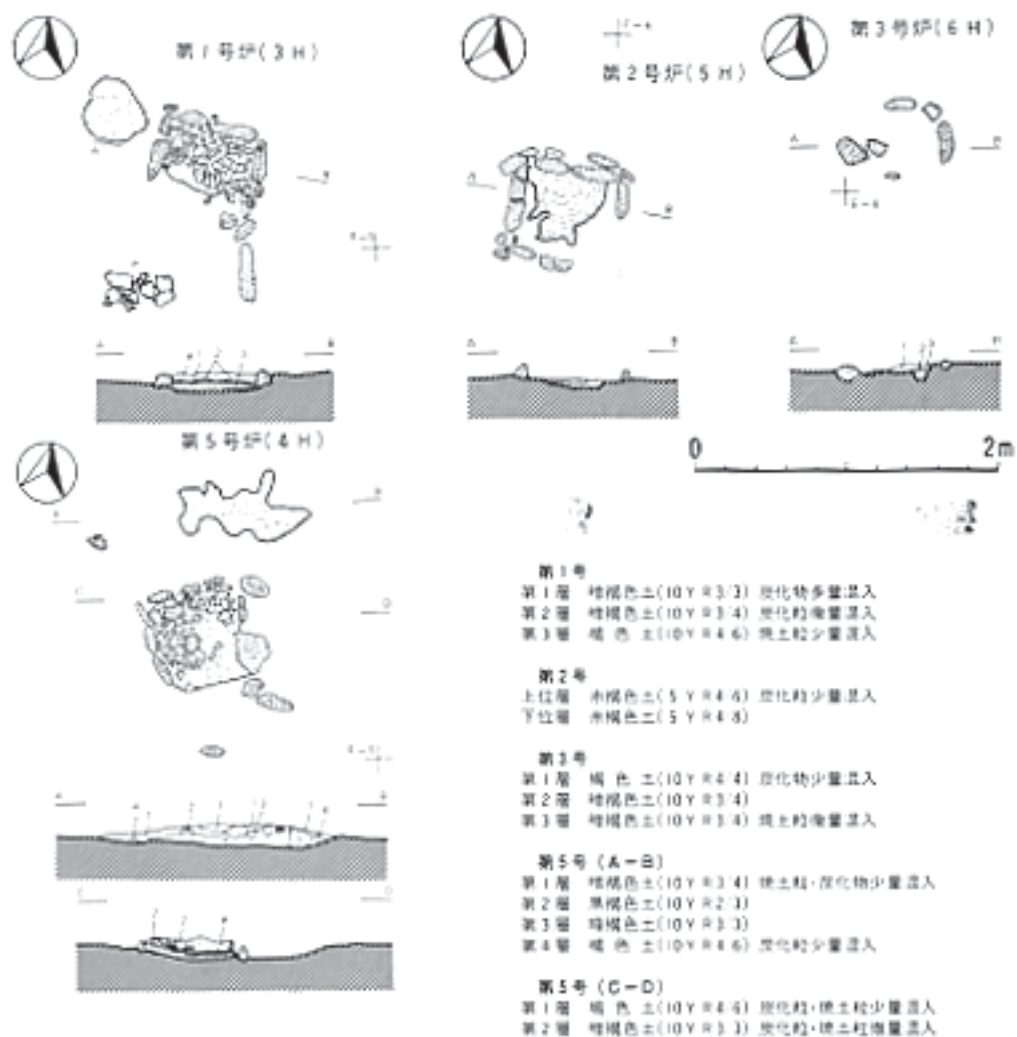 第1号炉(3H)
第2号炉(5H)
第3号炉(6H)
A
B
A
B
A
B
A
B
A
B
第5号炉(4H)
0 2m
C
D
A
B
C
D
第1号
第1層 暗褐色土(10YR3/3) 炭化物多量混入
第2層 暗褐色土(10YR3/4) 炭化粒微量混入
第3層 褐色土(10YR4/6) 焼土粒少量混入
第2号
上位層 赤褐色土(5YR4/6) 炭化粒少量混入
下位層 赤褐色土(5YR4/8)
第3号
第1層 褐色土(10YR4/4) 炭化物少量混入
第2層 暗褐色土(10YR3/4)
第3層 暗褐色土(10YR3/4) 焼土粒微量混入
第5号(A-B)
第1層 暗褐色土(10YR3/4) 焼土粒・炭化物少量混入
第2層 黒褐色土(10YR2/3)
第3層 暗褐色土(10YR3/3)
第4層 褐色土(10YR4/6) 炭化粒少量混入
第5号(C-D)
第1層 褐色土(10YR4/6) 炭化粒・焼土粒少量混入
第2層 暗褐色土(10YR3/3) 炭化粒・焼土粒微量混入